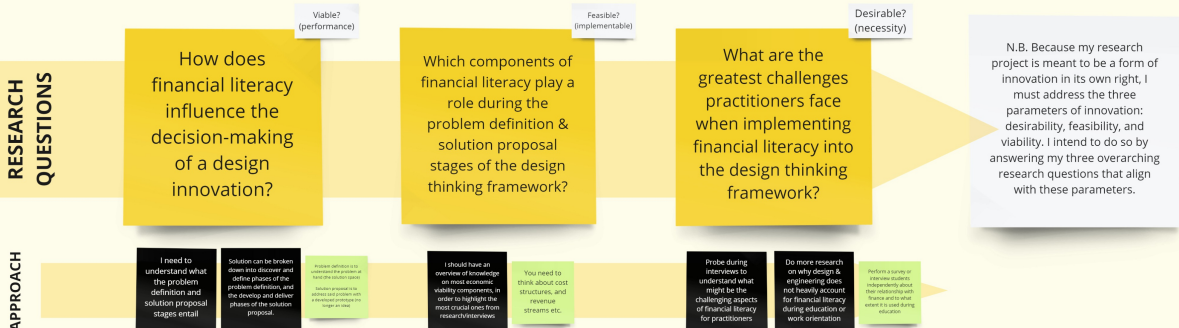 RESEARCH
QUESTIONS
Viable?
(performance)
How does
financial literacy
influence the
decision-making
of a design
innovation?
Feasible?
(implementable)
Which components of
financial literacy play a
role during the
problem definition &
solution proposal
stages of the design
thinking framework?
Desirable?
(necessity)
What are the
greatest challenges
practitioners face
when implementing
financial literacy into
the design thinking
framework?
N.B. Because my research
project is meant to be a form of
innovation in its own right, I
must address the three
parameters of innovation:
desirability, feasibility, and
viability. I intend to do so by
answering my three overarching
research questions that align
with these parameters.
APPROACH
I need to
understand what
the problem
definition and
solution proposal
stages entail
Solution can be broken
down into discover and
define phases of the
problem definition, and
the develop and deliver
phases of the solution
proposal.
Problem definition is to
understand the problem at
hand (the solution space)
Solution proposal is to
address said problem with
a developed prototype (no
longer an idea)
I should have an
overview of knowledge
on most economic
viability components, in
order to highlight the
most crucial ones from
research/interviews
You need to
think about cost
structures, and
revenue
streams etc.
Probe during
interviews to
understand what
might be the
challenging aspects
of financial literacy
for practitioners
Do more research
on why design &
engineering does
not heavily account
for financial literacy
during education or
work orientation
Perform a survey or
interview students
independently about
their relationship with
finance and to what
extent it is used during
education